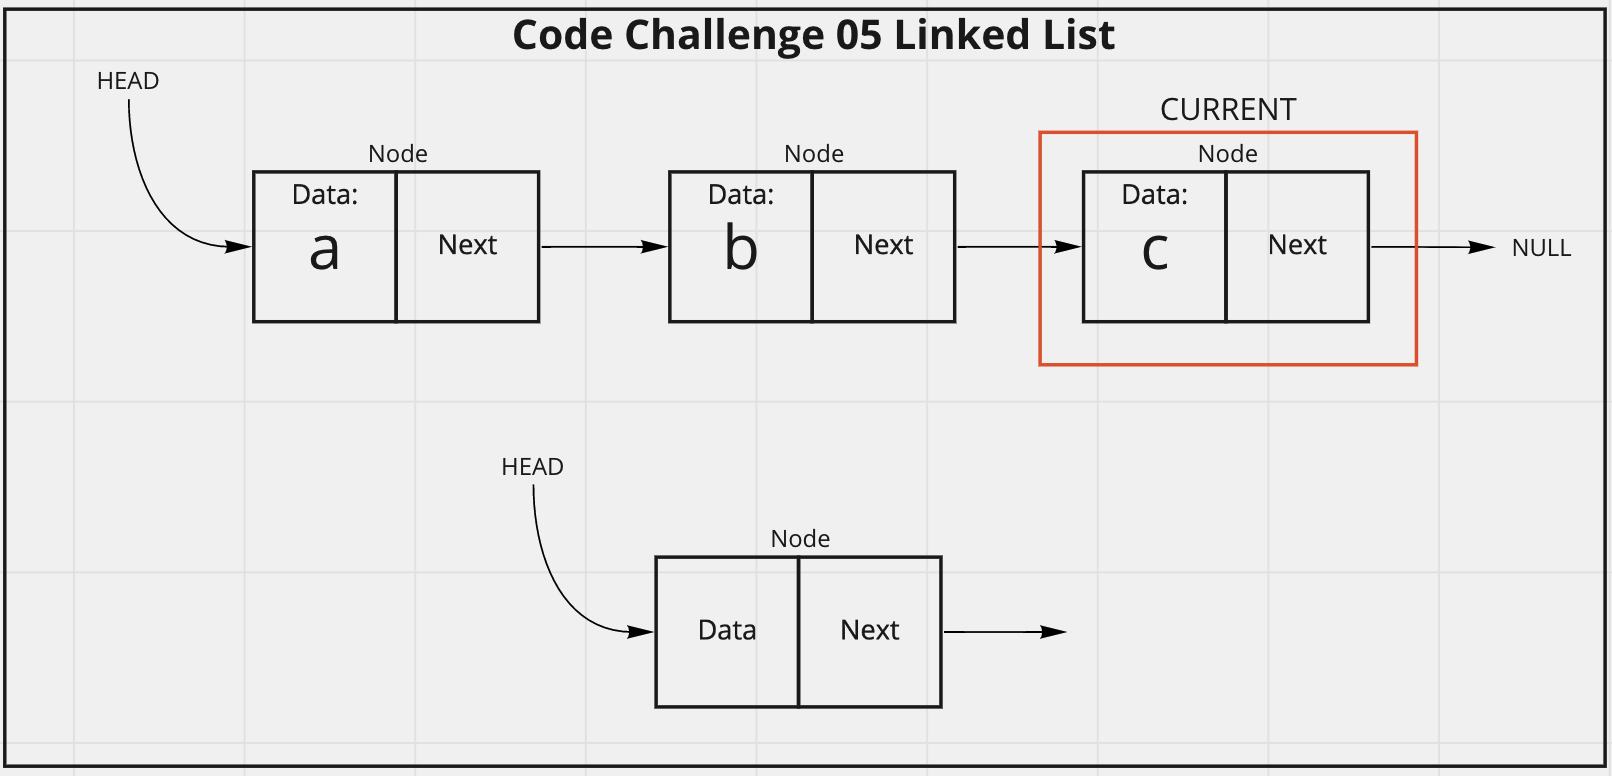 Code Challenge 05 Linked List
HEAD
CURRENT
Node
Node
Node
Data:
a
Next
Data:
b
Next
Data:
c
Next
NULL
HEAD
Node
Data
Next